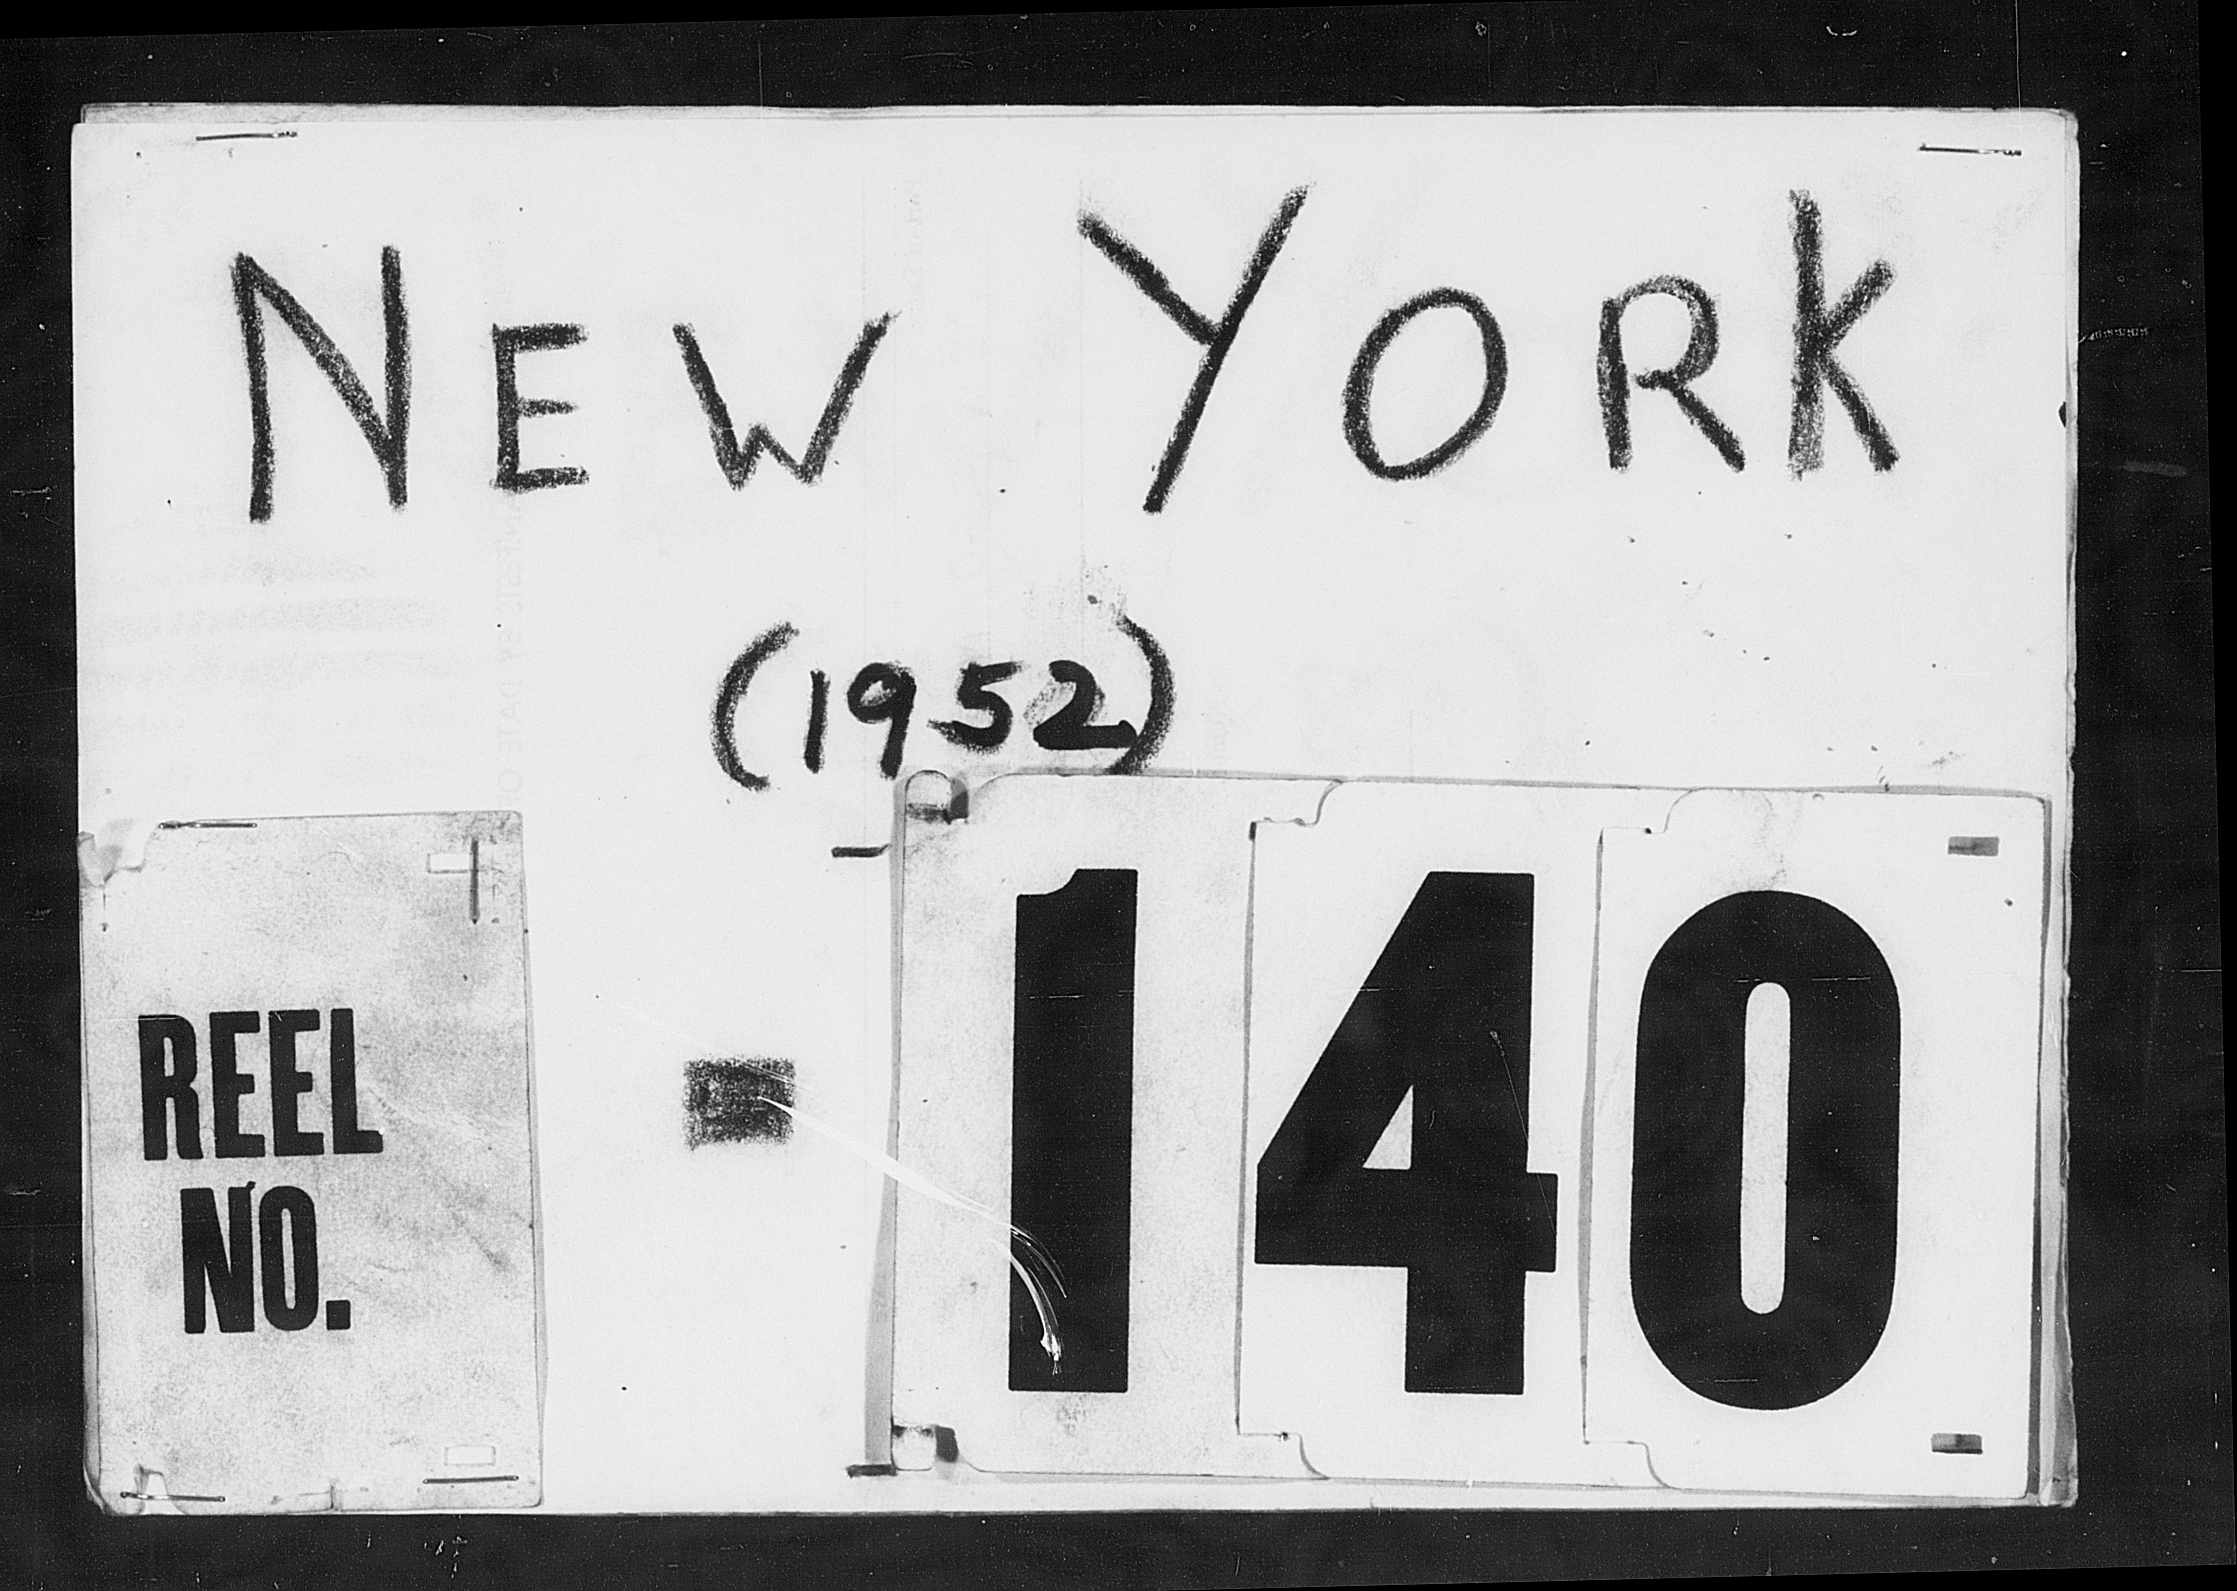 NEW YORK
(1952)
REEL NO. - 140